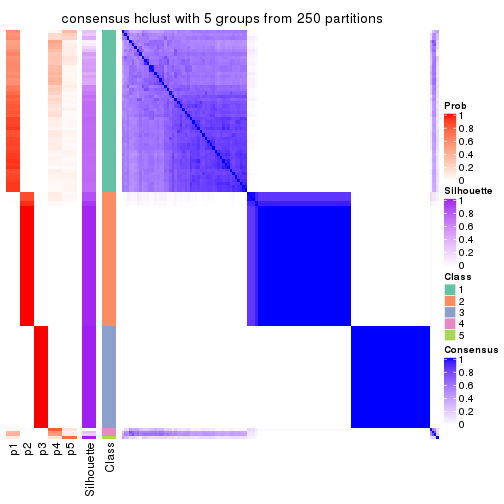 consensus hclust with 5 groups from 250 partitions
Prob
1
0.8
0.6
0.4
0.2
0
Silhouette
1
0.8
0.6
0.4
0.2
0
Class
1
2
3
4
5
Consensus
1
0.8
0.6
0.4
0.2
0
p1
p2
p3
p4
p5
Silhouette
Class